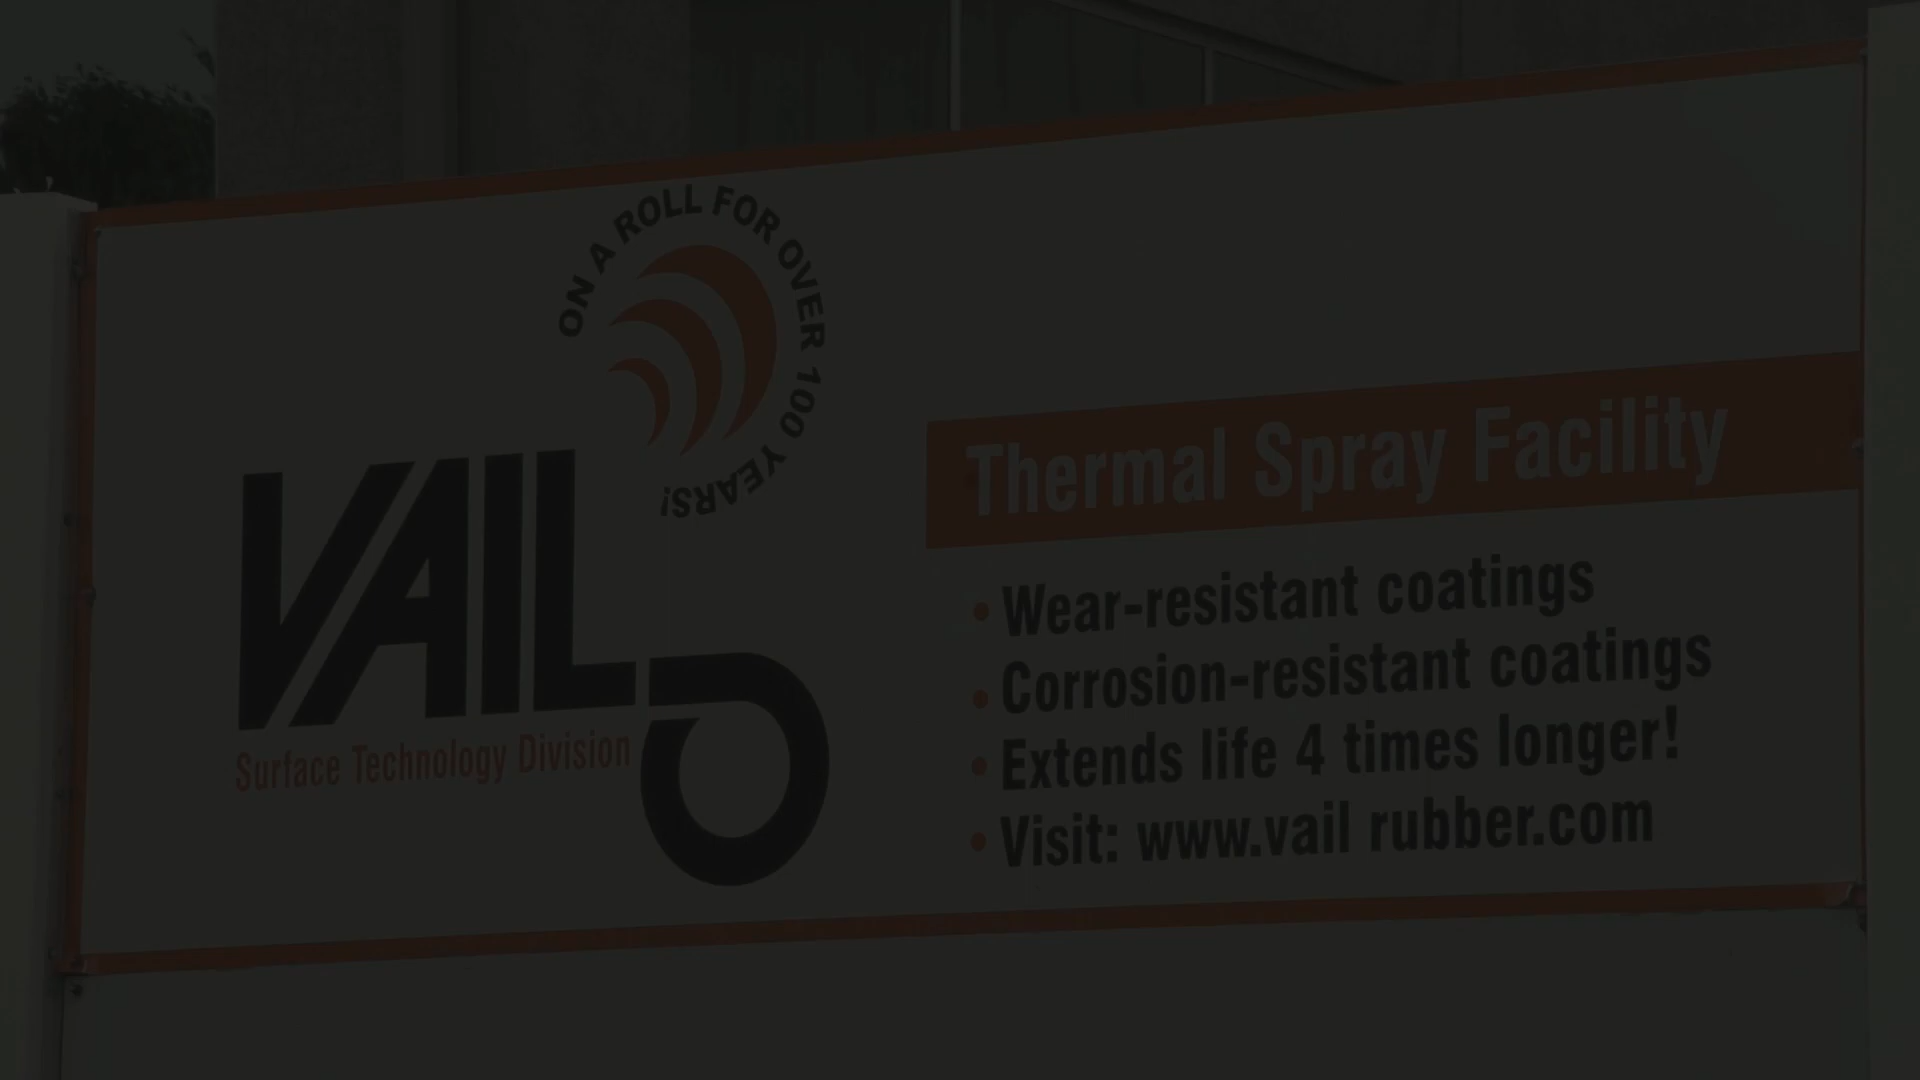 ON A ROLL FOR OVER 100 YEARS!
VAIL
Surface Technology Division
Thermal Spray Facility
• Wear-resistant coatings
• Corrosion-resistant coatings
• Extends life 4 times longer!
• Visit: www.vail rubber.com